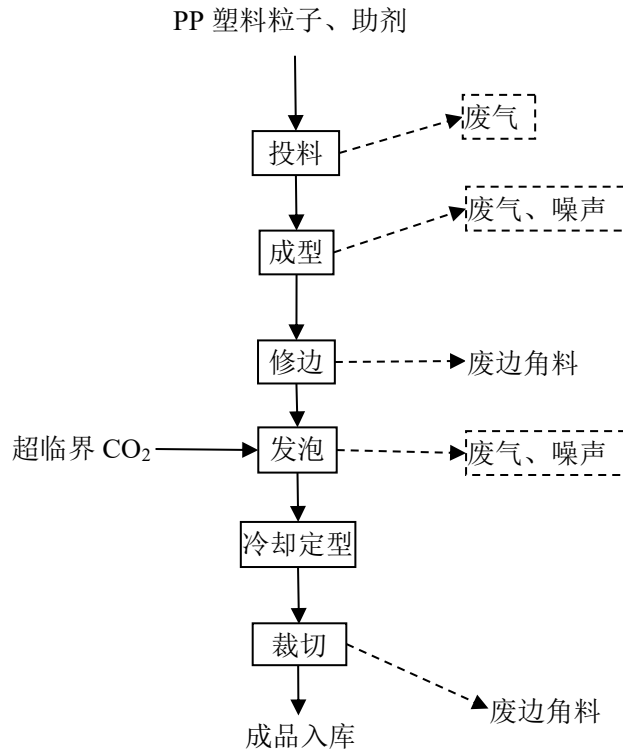 PP 塑料粒子、助剂
废气
投料
废气、噪声
成型
修边
废边角料
超临界 CO₂
发泡
废气、噪声
冷却定型
裁切
废边角料
成品入库